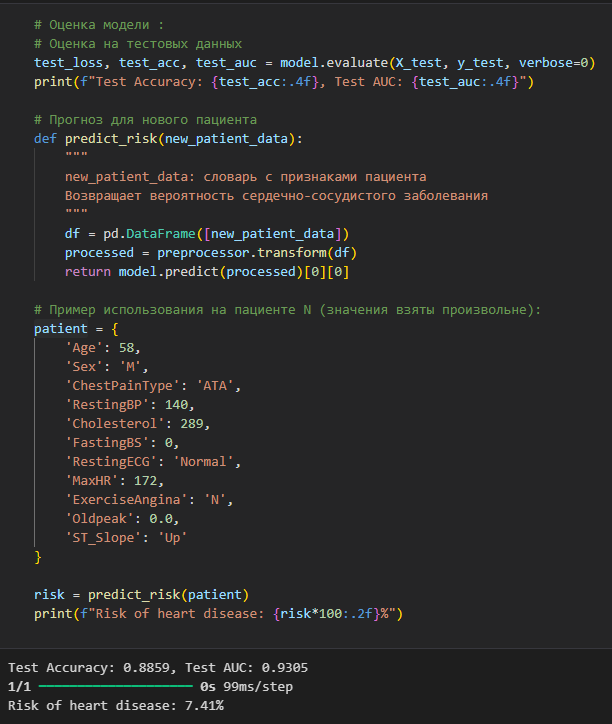 # Оценка модели :
# Оценка на тестовых данных
test_loss, test_acc, test_auc = model.evaluate(X_test, y_test, verbose=0)
print(f"Test Accuracy: {test_acc:.4f}, Test AUC: {test_auc:.4f}")

# Прогноз для нового пациента
def predict_risk(new_patient_data):
    """
    new_patient_data: словарь с признаками пациента
    Возвращает вероятность сердечно-сосудистого заболевания
    """
    df = pd.DataFrame([new_patient_data])
    processed = preprocessor.transform(df)
    return model.predict(processed)[0][0]

# Пример использования на пациенте N (значения взяты произвольне):
patient = {
    'Age': 58,
    'Sex': 'M',
    'ChestPainType': 'ATA',
    'RestingBP': 140,
    'Cholesterol': 289,
    'FastingBS': 0,
    'RestingECG': 'Normal',
    'MaxHR': 172,
    'ExerciseAngina': 'N',
    'Oldpeak': 0.0,
    'ST_Slope': 'Up'
}

risk = predict_risk(patient)
print(f"Risk of heart disease: {risk*100:.2f}%")

Test Accuracy: 0.8859, Test AUC: 0.9305
1/1 ━━━━━━━━━━━━━━━━━━━━ 0s 99ms/step
Risk of heart disease: 7.41%